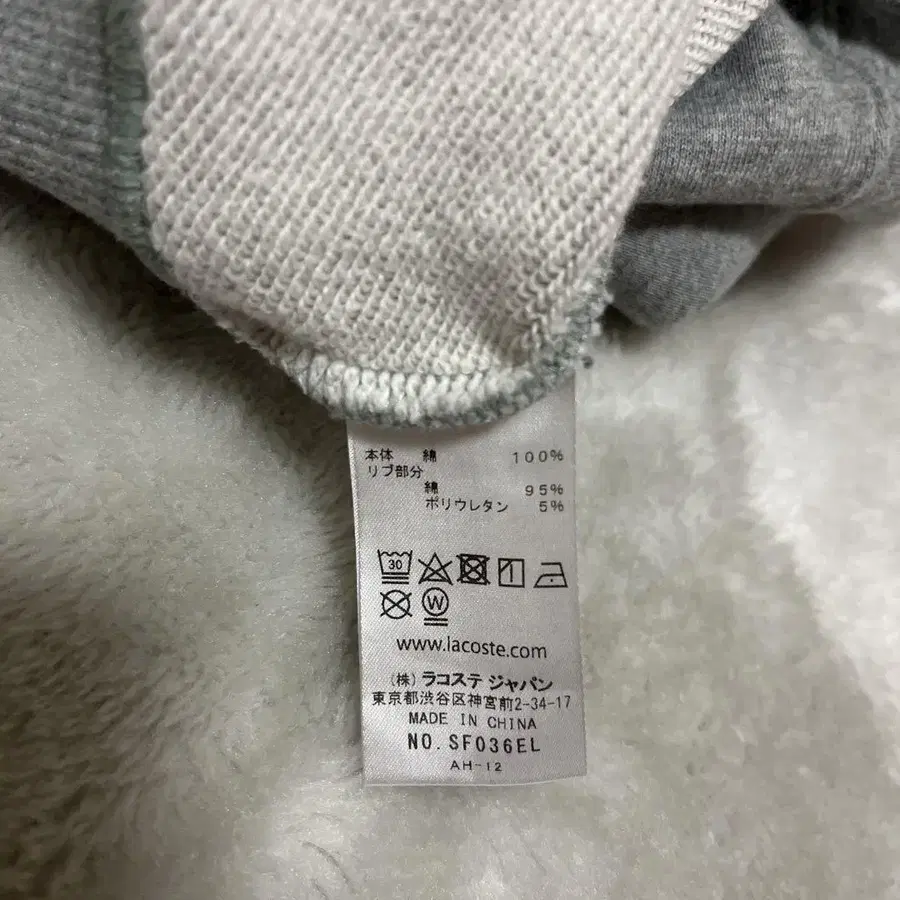 本体 綿 100%
リブ部分
綿 95%
ポリウレタン 5%
30
W
www.lacoste.com
(株) ラコステ ジャパン
東京都渋谷区神宮前2-34-17
MADE IN CHINA
NO. SF036EL
AH-12